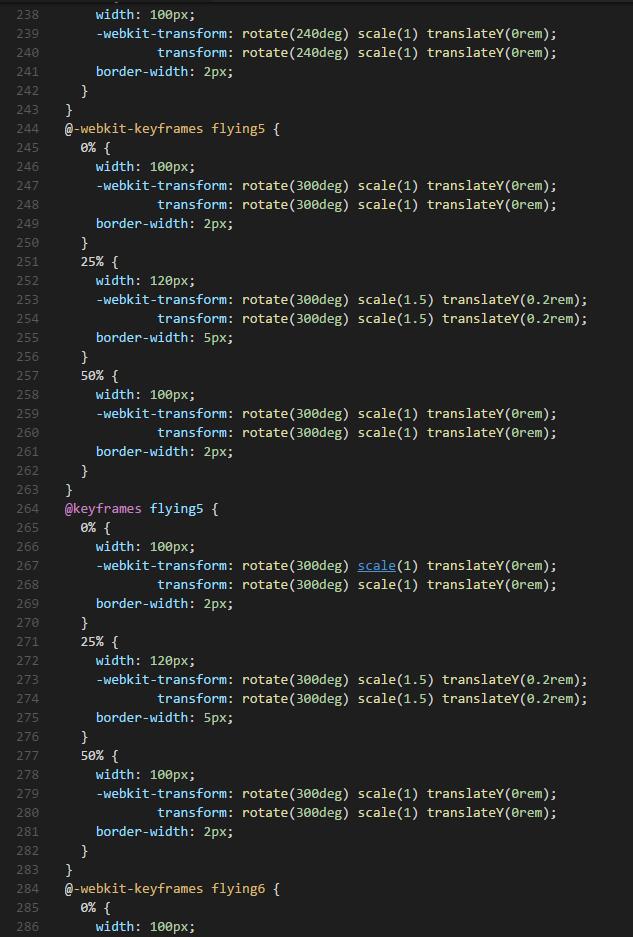 238 width: 100px;
239 -webkit-transform: rotate(240deg) scale(1) translateY(0rem);
240 transform: rotate(240deg) scale(1) translateY(0rem);
241 border-width: 2px;
242 }
243 }
244 @-webkit-keyframes flying5 {
245 0% {
246 width: 100px;
247 -webkit-transform: rotate(300deg) scale(1) translateY(0rem);
248 transform: rotate(300deg) scale(1) translateY(0rem);
249 border-width: 2px;
250 }
251 25% {
252 width: 120px;
253 -webkit-transform: rotate(300deg) scale(1.5) translateY(0.2rem);
254 transform: rotate(300deg) scale(1.5) translateY(0.2rem);
255 border-width: 5px;
256 }
257 50% {
258 width: 100px;
259 -webkit-transform: rotate(300deg) scale(1) translateY(0rem);
260 transform: rotate(300deg) scale(1) translateY(0rem);
261 border-width: 2px;
262 }
263 }
264 @keyframes flying5 {
265 0% {
266 width: 100px;
267 -webkit-transform: rotate(300deg) scale(1) translateY(0rem);
268 transform: rotate(300deg) scale(1) translateY(0rem);
269 border-width: 2px;
270 }
271 25% {
272 width: 120px;
273 -webkit-transform: rotate(300deg) scale(1.5) translateY(0.2rem);
274 transform: rotate(300deg) scale(1.5) translateY(0.2rem);
275 border-width: 5px;
276 }
277 50% {
278 width: 100px;
279 -webkit-transform: rotate(300deg) scale(1) translateY(0rem);
280 transform: rotate(300deg) scale(1) translateY(0rem);
281 border-width: 2px;
282 }
283 }
284 @-webkit-keyframes flying6 {
285 0% {
286 width: 100px;